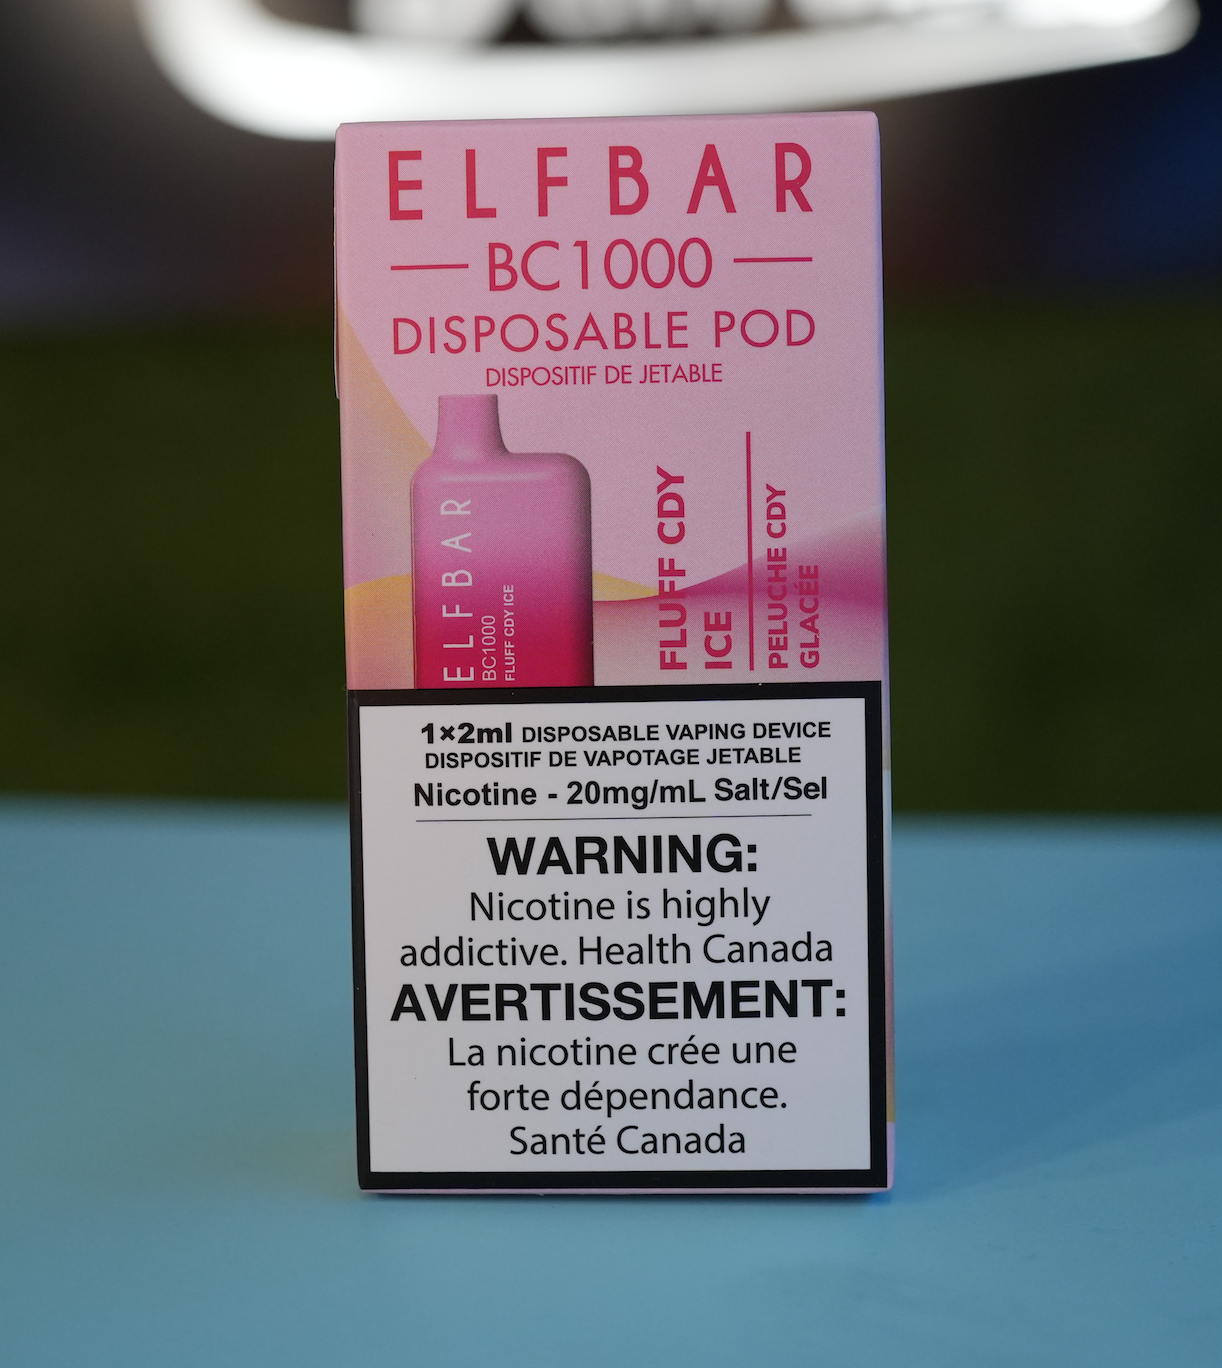 ELFBAR
BC1000
DISPOSABLE POD
DISPOSITIF DE JETABLE
ELFBAR
BC1000
FLUFF CDY ICE
FLUFF CDY
ICE
PELUCHE CDY
GLACÉE
1×2ml DISPOSABLE VAPING DEVICE
DISPOSITIF DE VAPOTAGE JETABLE
Nicotine - 20mg/mL Salt/Sel
WARNING:
Nicotine is highly
addictive. Health Canada
AVERTISSEMENT:
La nicotine crée une
forte dépendance.
Santé Canada